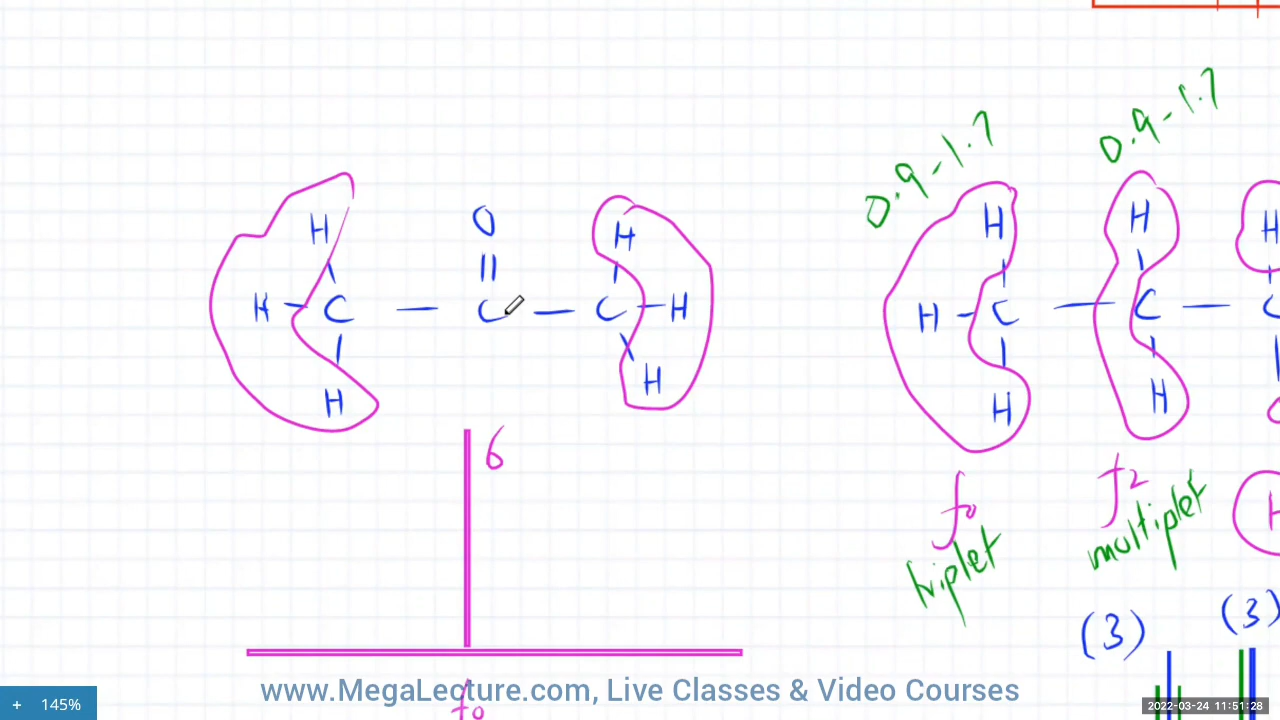 0.9-1.7
0.9-1.7
H O H H H H
H - C — C — C - H H - C — C — C
H H H H
6
f0 f2
triplet multiplet H
(3) (3)
www.MegaLecture.com, Live Classes & Video Courses
f0
+ 145%
2022-03-24 11:51:28